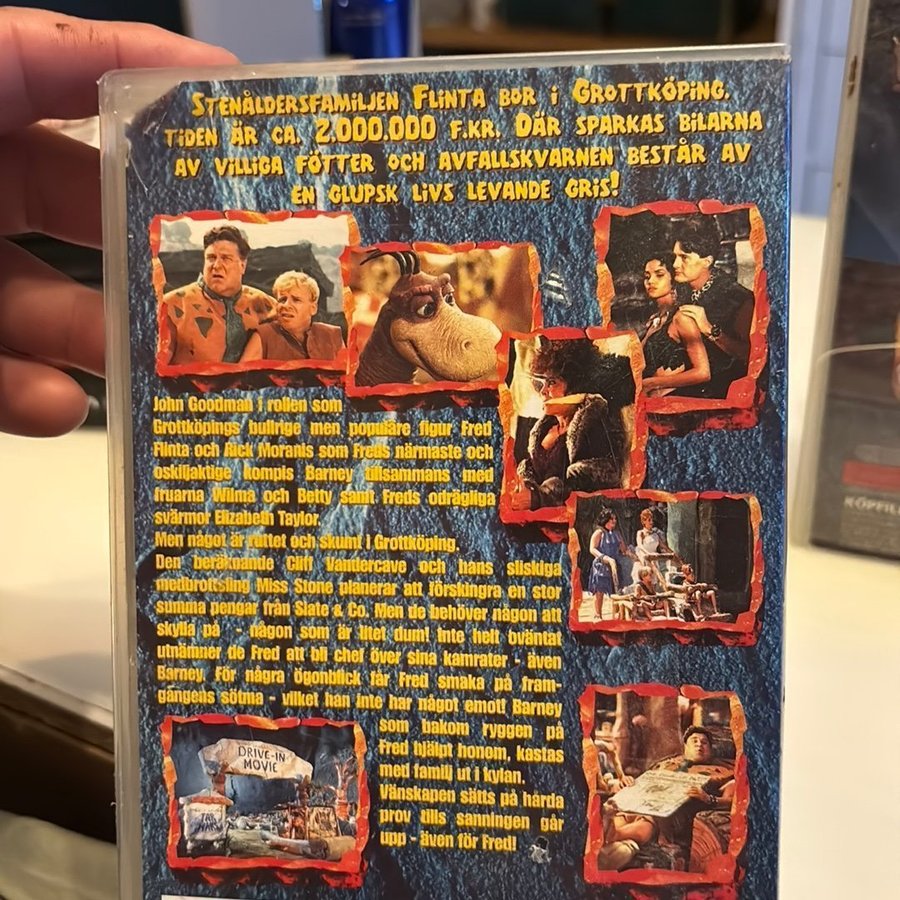 Stenåldersfamiljen Flinta bor i Grottköping.
tiden är ca. 2.000.000 f.kr. Där sparkas bilarna
av villiga fötter och avfallskvarnen består av
en glupsk livs levande gris!
John Goodman i rollen som
Grottköpings bullrige men populäre figur Fred
Flinta och Rick Moranis som Freds närmaste och
oskiljaktige kompis Barney tillsammans med
fruarna Wilma och Betty samt Freds odrägliga
svärmor Elizabeth Taylor.
Men något är ruttet och skumt i Grottköping.
Den beräknande Cliff Vandercave och hans sliskiga
medbrottsling Miss Stone planerar att förskingra en stor
summa pengar från Slate & Co. Men de behöver någon att
skylla på - någon som är litet dum! Inte helt oväntat
utnämner de Fred att bli chef över sina kamrater - även
Barney. För några ögonblick får Fred smaka på fram-
gångens sötma - vilket han inte har något emot! Barney
som bakom ryggen på
Fred hjälpt honom, kastas
med familj ut i kylan.
Vänskapen sätts på hårda
prov tills sanningen går
upp - även för Fred!
DRIVE-IN
MOVIE
TAR
WARS
KÖPFIL